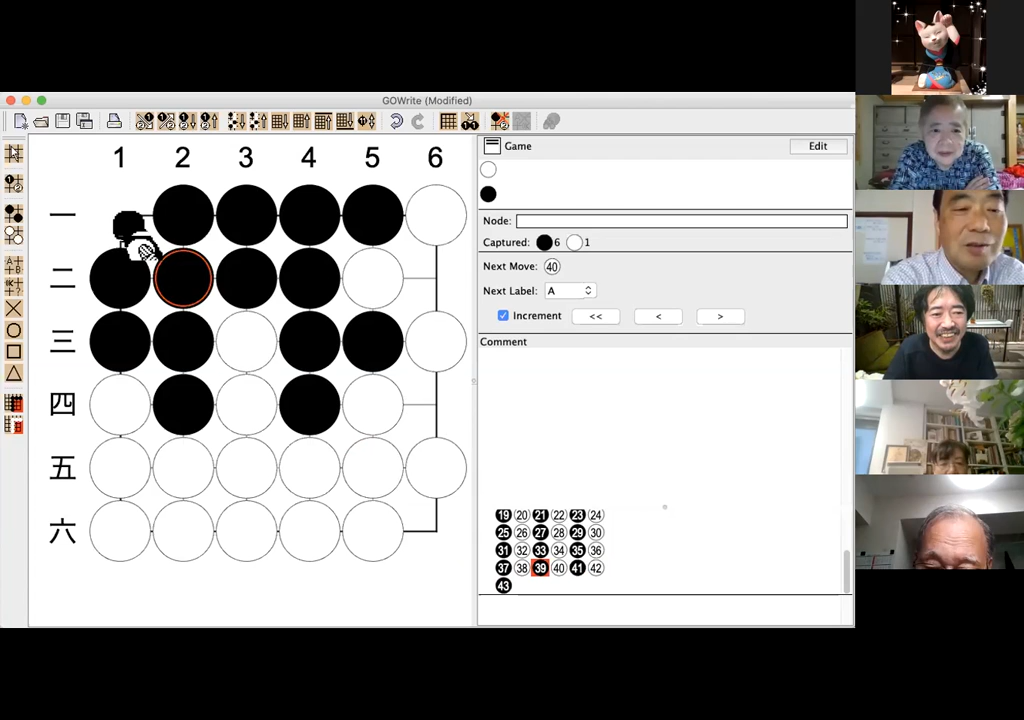 GOWrite (Modified)
1 2 3 4 5 6
一
二
三
四
五
六
Game
Edit
Node:
Captured: 6 1
Next Move: 40
Next Label: A
Increment << < >
Comment
19 20 21 22 23 24
25 26 27 28 29 30
31 32 33 34 35 36
37 38 39 40 41 42
43